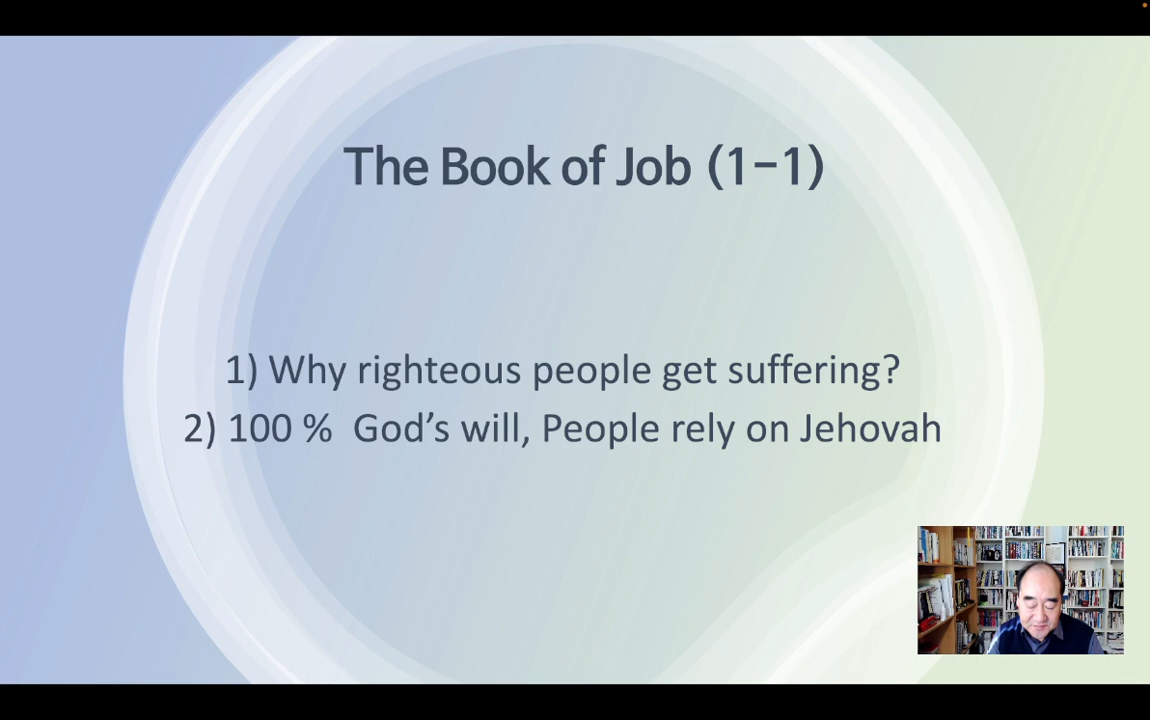 The Book of Job (1-1)
1) Why righteous people get suffering?
2) 100 %  God's will, People rely on Jehovah